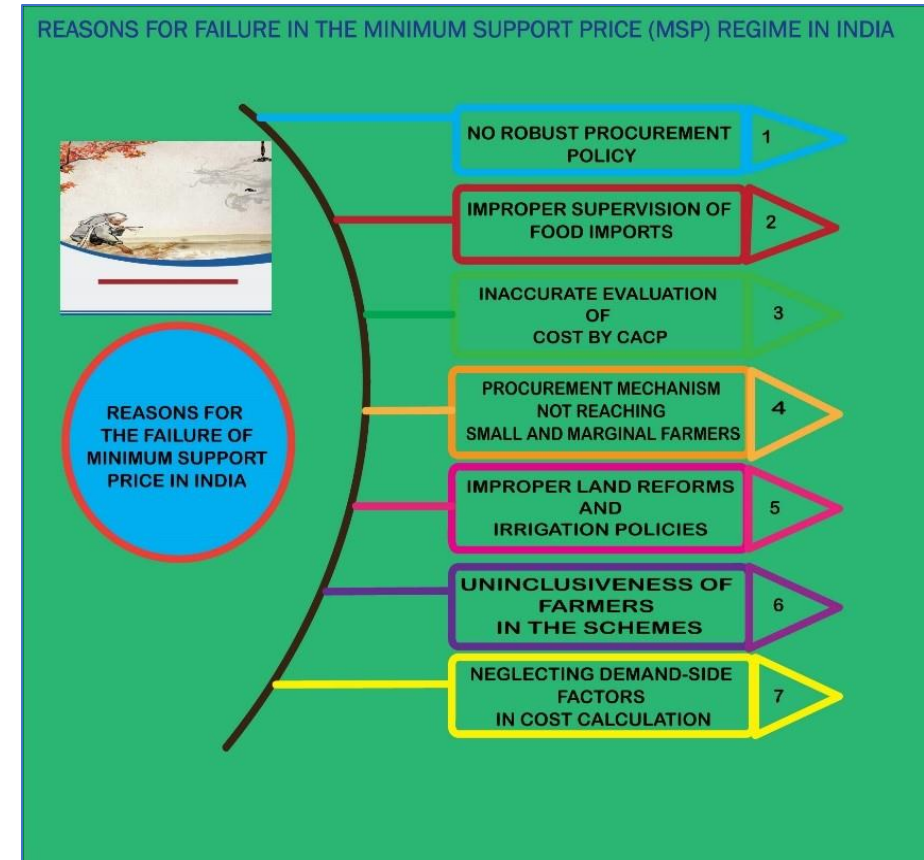 REASONS FOR FAILURE IN THE MINIMUM SUPPORT PRICE (MSP) REGIME IN INDIA
REASONS FOR
THE FAILURE OF
MINIMUM SUPPORT
PRICE IN INDIA
NO ROBUST PROCUREMENT
POLICY
1
IMPROPER SUPERVISION OF
FOOD IMPORTS
2
INACCURATE EVALUATION
OF
COST BY CACP
3
PROCUREMENT MECHANISM
NOT REACHING
SMALL AND MARGINAL FARMERS
4
IMPROPER LAND REFORMS
AND
IRRIGATION POLICIES
5
UNINCLUSIVENESS OF
FARMERS
IN THE SCHEMES
6
NEGLECTING DEMAND-SIDE
FACTORS
IN COST CALCULATION
7